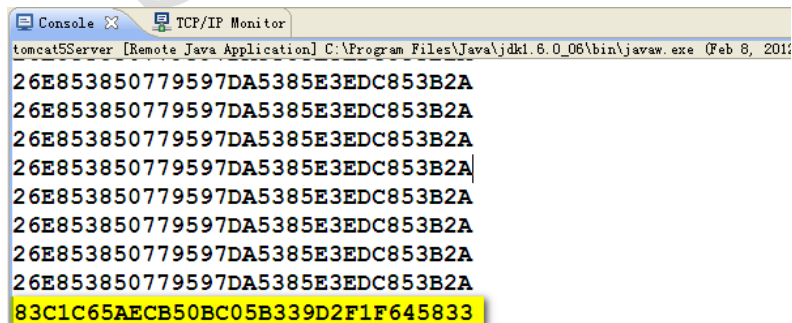 Console TCP/IP Monitor
tomcat5Server [Remote Java Application] C:\Program Files\Java\jdk1.6.0_06\bin\javaw.exe (Feb 8, 2012
26E853850779597DA5385E3EDC853B2A
26E853850779597DA5385E3EDC853B2A
26E853850779597DA5385E3EDC853B2A
26E853850779597DA5385E3EDC853B2A
26E853850779597DA5385E3EDC853B2A
26E853850779597DA5385E3EDC853B2A
26E853850779597DA5385E3EDC853B2A
26E853850779597DA5385E3EDC853B2A
83C1C65AECB50BC05B339D2F1F645833